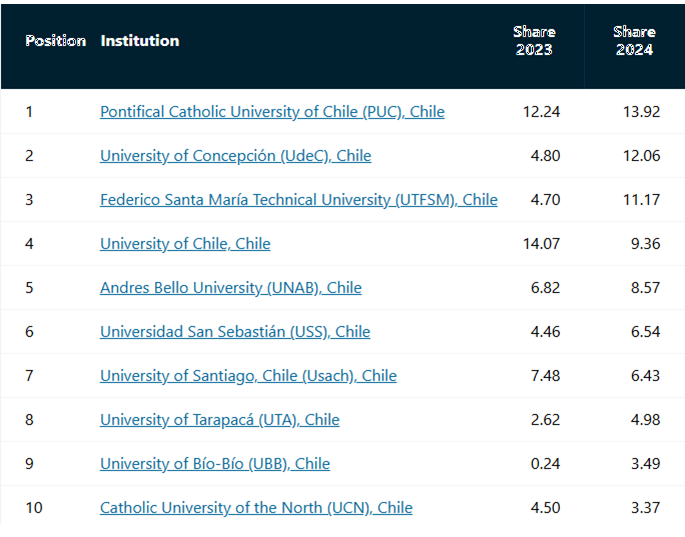 Position Institution Share 2023 Share 2024
1 Pontifical Catholic University of Chile (PUC), Chile 12.24 13.92
2 University of Concepción (UdeC), Chile 4.80 12.06
3 Federico Santa María Technical University (UTFSM), Chile 4.70 11.17
4 University of Chile, Chile 14.07 9.36
5 Andres Bello University (UNAB), Chile 6.82 8.57
6 Universidad San Sebastián (USS), Chile 4.46 6.54
7 University of Santiago, Chile (Usach), Chile 7.48 6.43
8 University of Tarapacá (UTA), Chile 2.62 4.98
9 University of Bío-Bío (UBB), Chile 0.24 3.49
10 Catholic University of the North (UCN), Chile 4.50 3.37